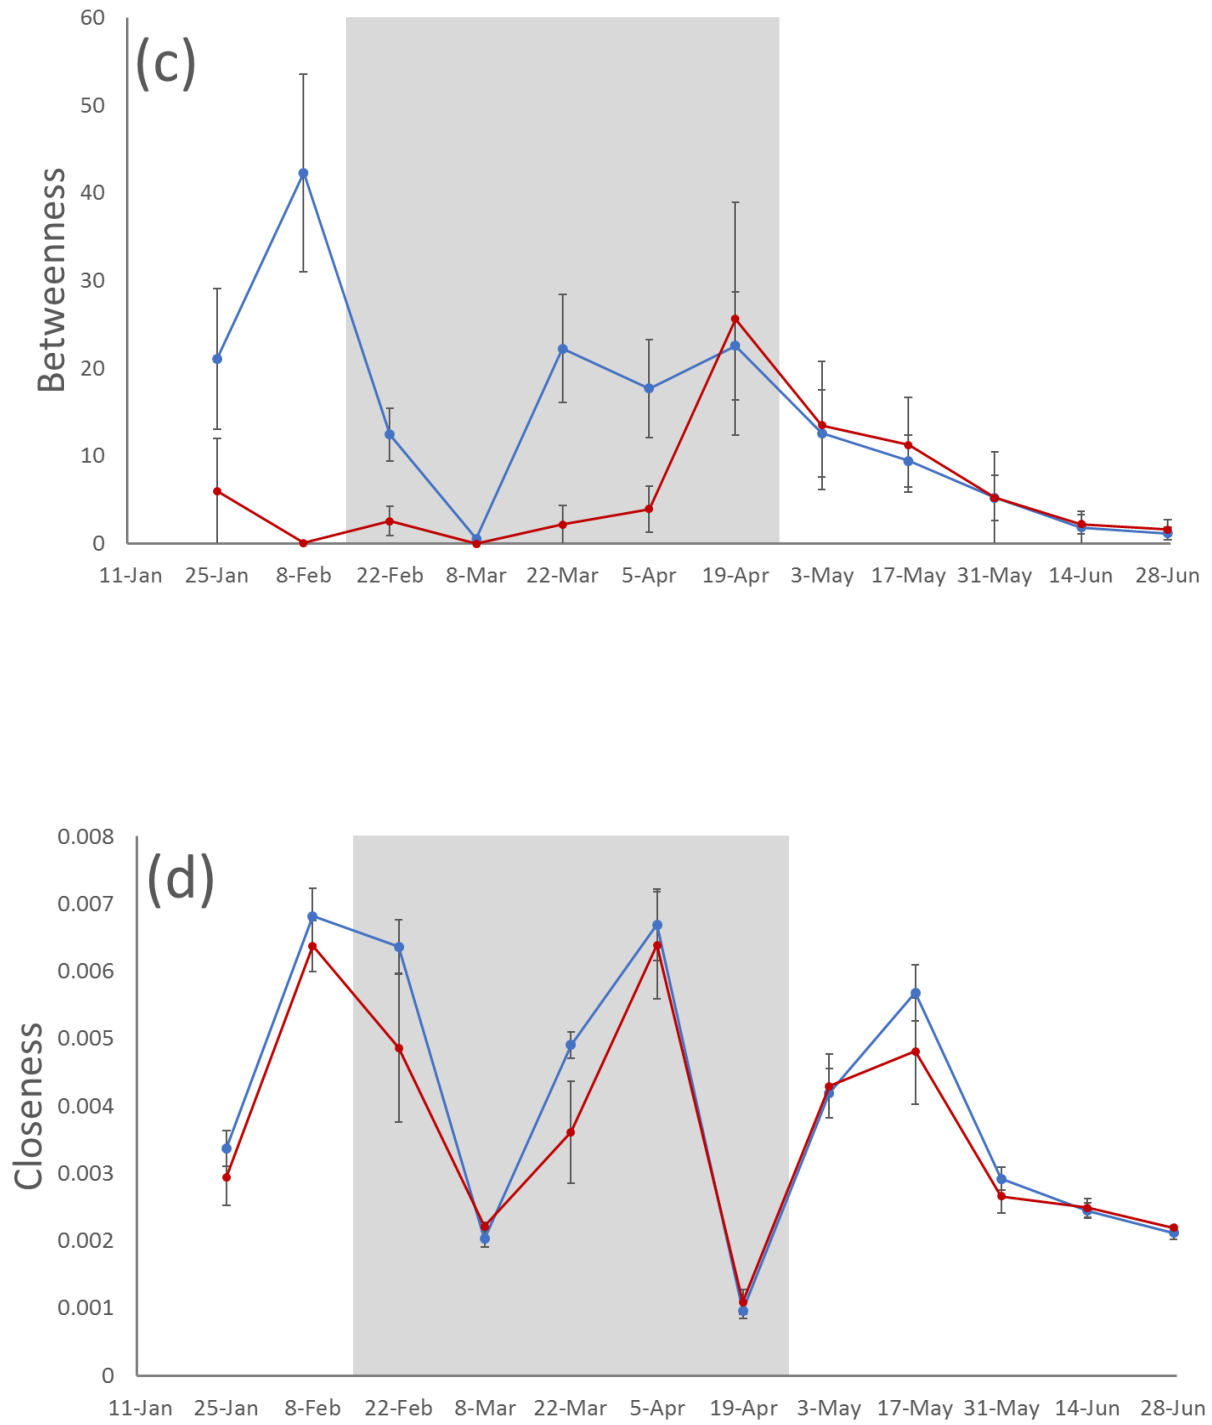 60
(c)
50
40
30
20
10
0
Betweenness
11-Jan 25-Jan 8-Feb 22-Feb 8-Mar 22-Mar 5-Apr 19-Apr 3-May 17-May 31-May 14-Jun 28-Jun
0.008
(d)
0.007
0.006
0.005
0.004
0.003
0.002
0.001
0
Closeness
11-Jan 25-Jan 8-Feb 22-Feb 8-Mar 22-Mar 5-Apr 19-Apr 3-May 17-May 31-May 14-Jun 28-Jun